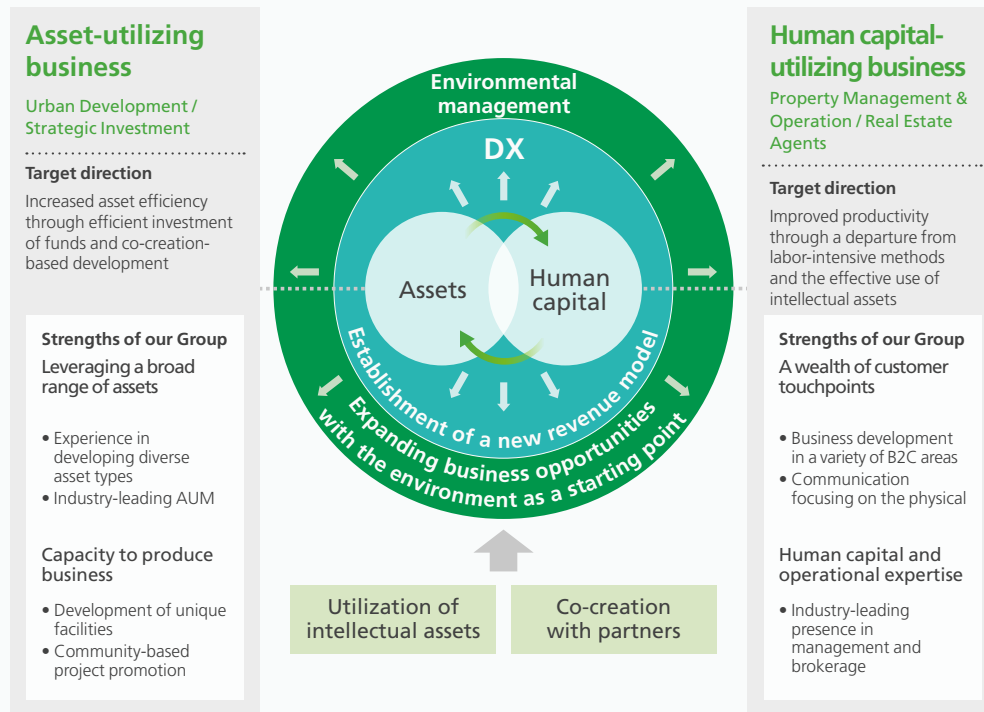 Asset-utilizing
business
Urban Development /
Strategic Investment
Target direction
Increased asset efficiency
through efficient investment
of funds and co-creation-
based development
Strengths of our Group
Leveraging a broad
range of assets
• Experience in
developing diverse
asset types
• Industry-leading AUM
Capacity to produce
business
• Development of unique
facilities
• Community-based
project promotion
Environmental
management
DX
Assets
Human
capital
Establishment of a new revenue model
Expanding business opportunities
with the environment as a starting point
Utilization of
intellectual assets
Co-creation
with partners
Human capital-
utilizing business
Property Management &
Operation / Real Estate
Agents
Target direction
Improved productivity
through a departure from
labor-intensive methods
and the effective use of
intellectual assets
Strengths of our Group
A wealth of customer
touchpoints
• Business development
in a variety of B2C areas
• Communication
focusing on the physical
Human capital and
operational expertise
• Industry-leading
presence in
management and
brokerage